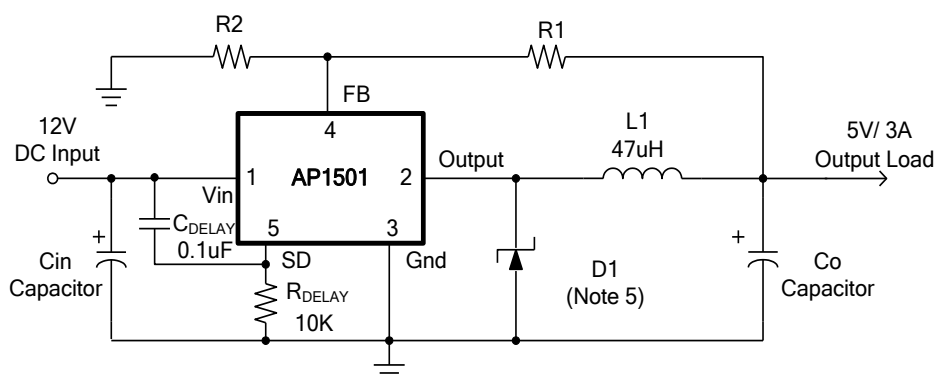 R2
R1
FB
12V
DC Input
4
L1
47uH
5V/ 3A
Output Load
1
AP1501
2
Output
Vin
C_DELAY
0.1uF
5
SD
3
Gnd
+
Cin
Capacitor
R_DELAY
10K
D1
(Note 5)
+
Co
Capacitor